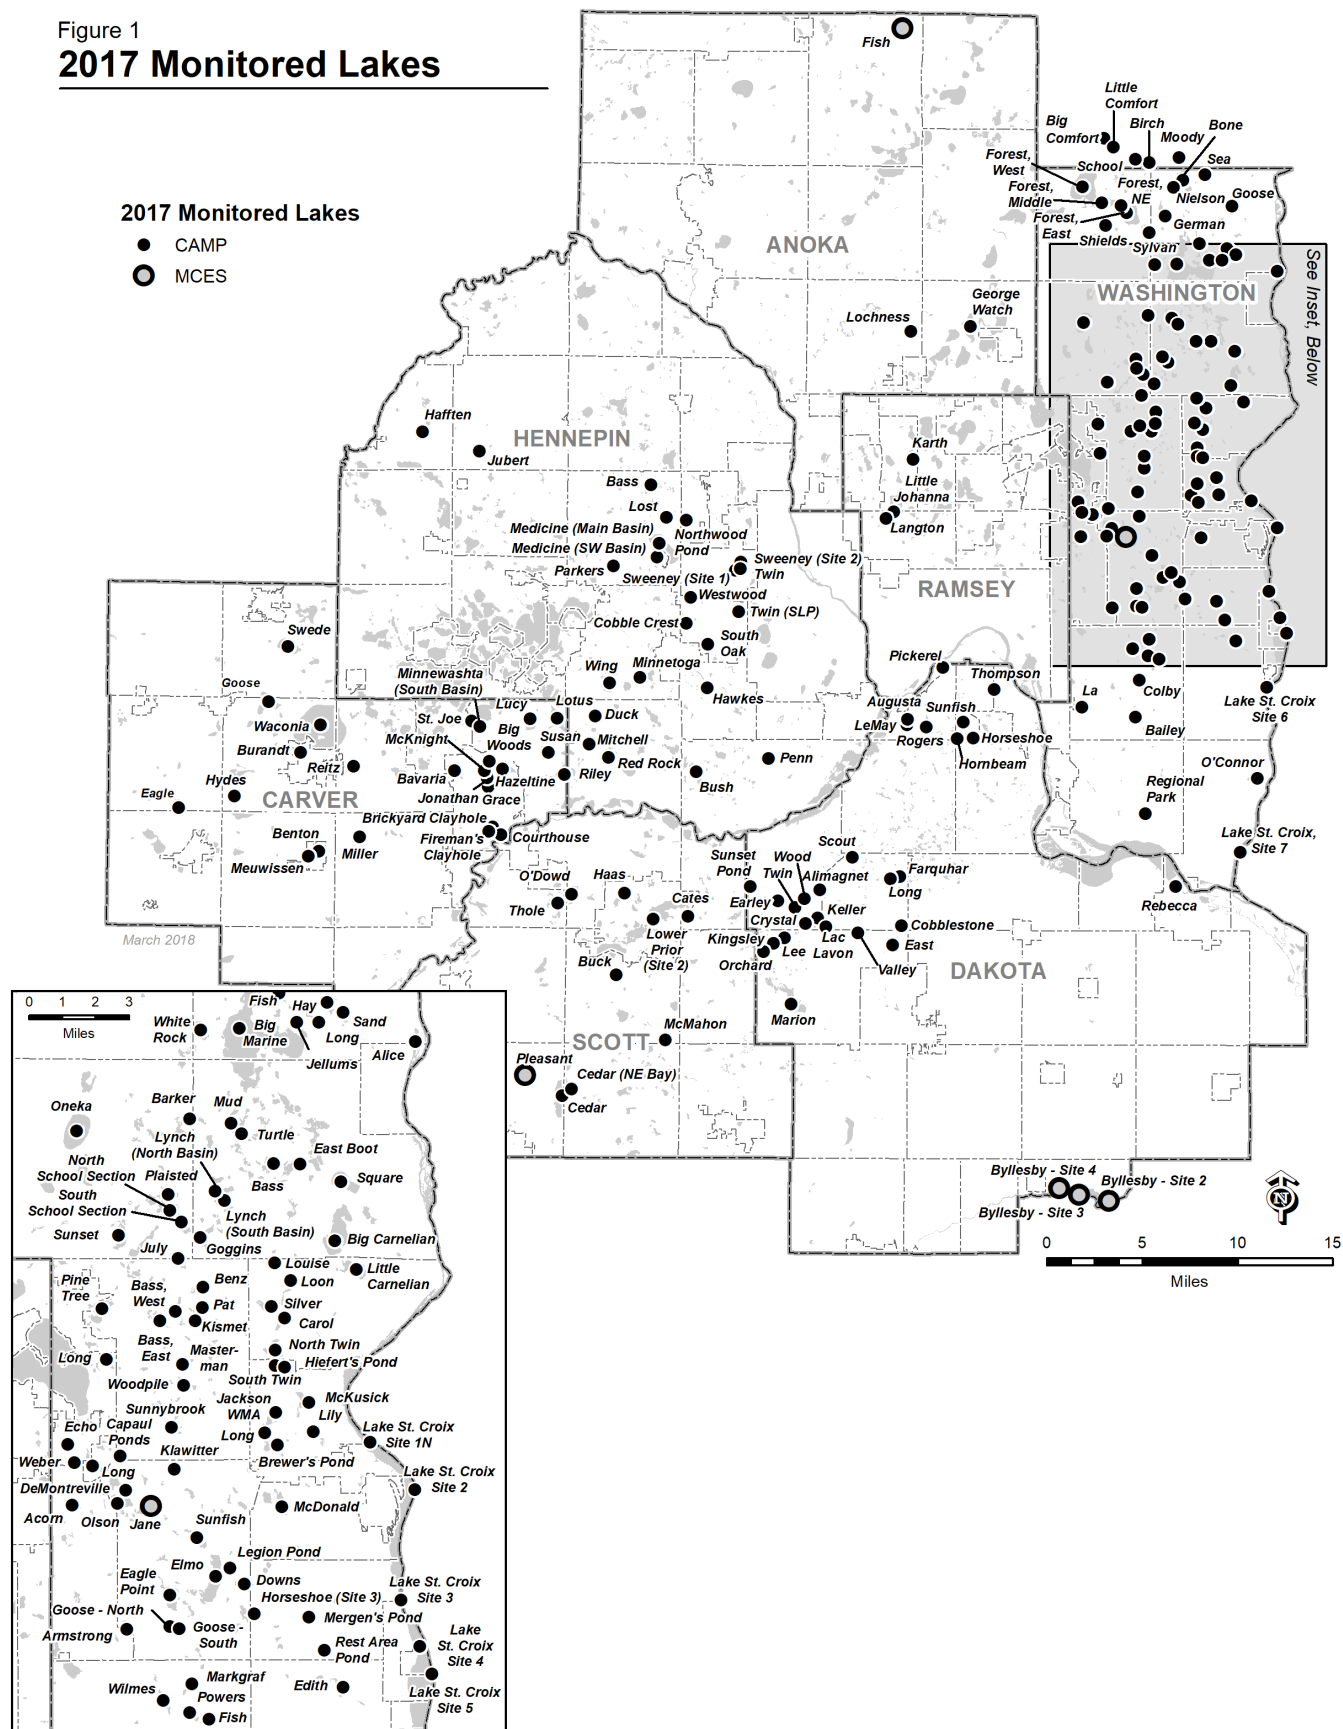 Figure 1
2017 Monitored Lakes
2017 Monitored Lakes
CAMP
MCES
Fish
Little
Comfort
Big
Comfort
Birch
Moody
Bone
Forest,
West
School
Sea
Forest,
Middle
Forest,
NE
Nielson
Goose
Forest,
East
German
Shields
Sylvan
ANOKA
WASHINGTON
See Inset, Below
George
Watch
Lochness
Hafften
HENNEPIN
Jubert
Karth
Bass
Little
Johanna
Lost
Langton
Medicine (Main Basin)
Northwood
Pond
Medicine (SW Basin)
Parkers
Sweeney (Site 2)
Twin
Sweeney (Site 1)
RAMSEY
Westwood
Twin (SLP)
Cobble Crest
South
Oak
Swede
Pickerel
Wing
Minnetoga
Minnewashta
(South Basin)
Thompson
Goose
Hawkes
La
Colby
Lucy
Lotus
Augusta
Sunfish
Lake St. Croix
Site 6
Waconia
St. Joe
Big
Woods
Duck
LeMay
Rogers
Horseshoe
Bailey
McKnight
Susan
Mitchell
Burandt
Reitz
Red Rock
Penn
Hornbeam
O'Connor
Bavaria
Hazeltine
Riley
Bush
Regional
Park
Hydes
Eagle
CARVER
Jonathan
Grace
Brickyard Clayhole
Benton
Miller
Fireman's
Clayhole
Courthouse
Lake St. Croix,
Site 7
Meuwissen
Scout
Sunset
Pond
Wood
Twin
Alimagnet
Farquhar
Long
O'Dowd
Haas
Rebecca
Thole
Cates
Earley
Keller
Crystal
Cobblestone
Lower
Prior
(Site 2)
Kingsley
Lac
Lavon
East
Lee
Orchard
Valley
Buck
DAKOTA
March 2018
Marion
McMahon
SCOTT
Pleasant
Cedar (NE Bay)
Cedar
Byllesby - Site 4
Byllesby - Site 2
Byllesby - Site 3
N
0 5 10 15
Miles
0 1 2 3
Miles
Fish
Hay
White
Rock
Big
Marine
Sand
Long
Jellums
Alice
Oneka
Barker
Mud
Turtle
Lynch
(North Basin)
East Boot
North
School Section
Plaisted
Bass
Square
South
School Section
Lynch
(South Basin)
Sunset
July
Goggins
Big Carnelian
Louise
Little
Carnelian
Pine
Tree
Bass,
West
Benz
Loon
Pat
Silver
Kismet
Carol
Bass,
East
Master-
man
North Twin
Long
Hiefert's Pond
South Twin
Woodpile
Jackson
WMA
McKusick
Sunnybrook
Lily
Echo
Capaul
Ponds
Long
Lake St. Croix
Site 1N
Klawitter
Brewer's Pond
Weber
Long
Lake St. Croix
Site 2
DeMontreville
McDonald
Acorn
Olson
Jane
Sunfish
Legion Pond
Elmo
Eagle
Point
Downs
Lake St. Croix
Site 3
Horseshoe (Site 3)
Goose - North
Mergen's Pond
Armstrong
Goose -
South
Lake
St. Croix
Site 4
Rest Area
Pond
Markgraf
Wilmes
Edith
Lake St. Croix
Site 5
Powers
Fish